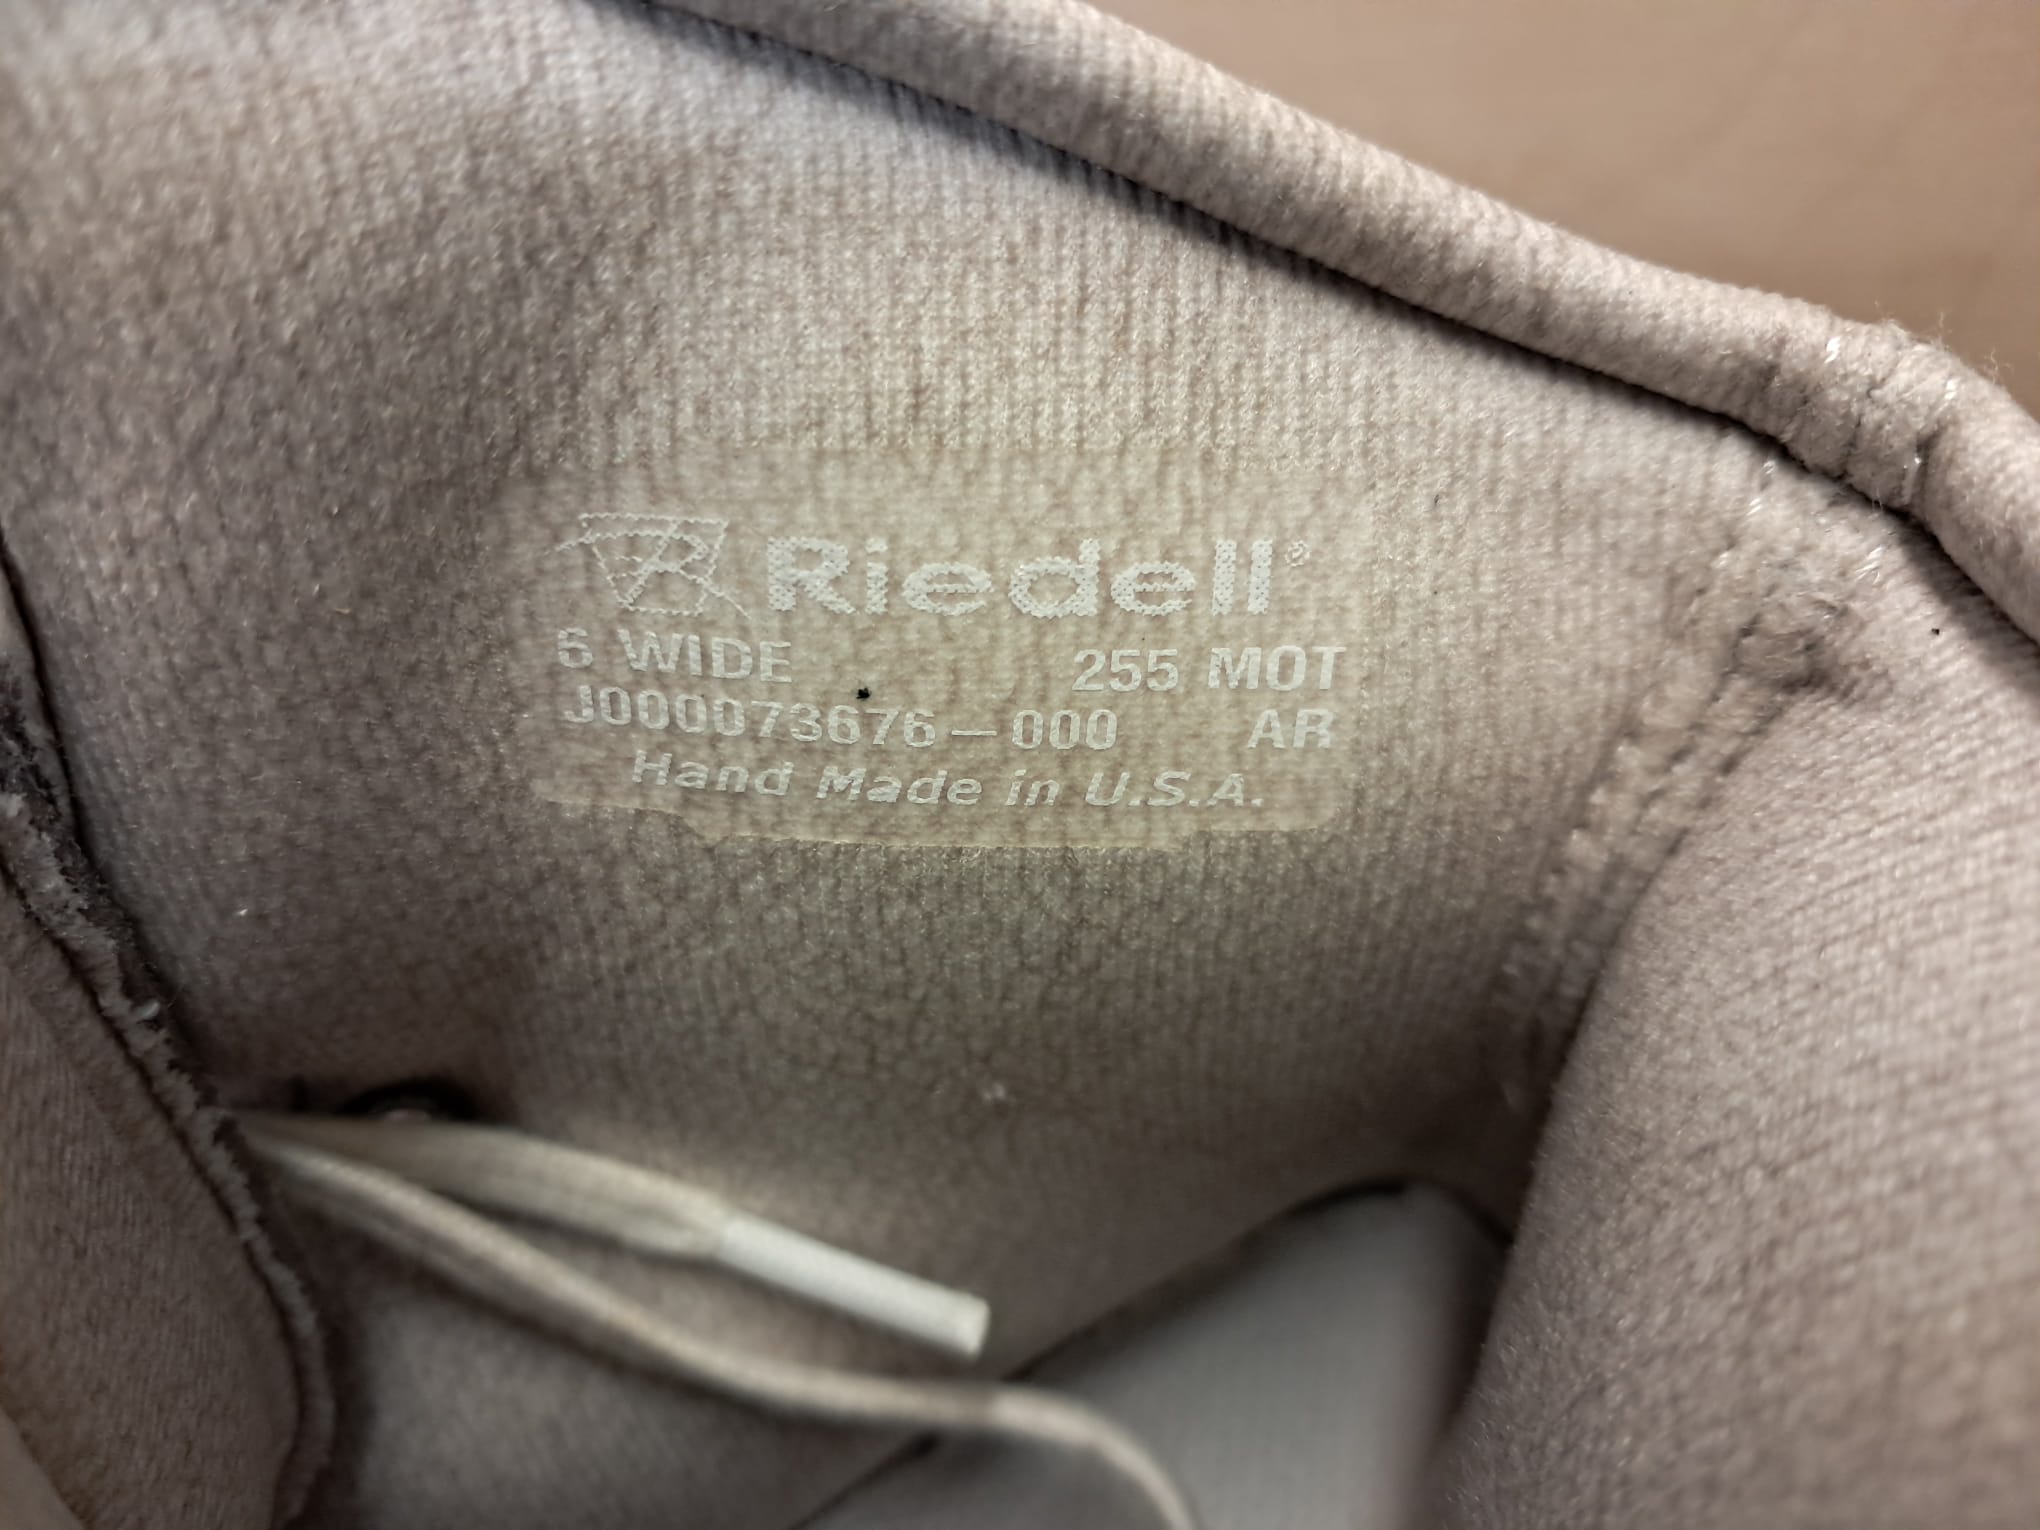 Riedell®
6 WIDE 255 MOT
J000073676-000 AR
Hand Made in U.S.A.